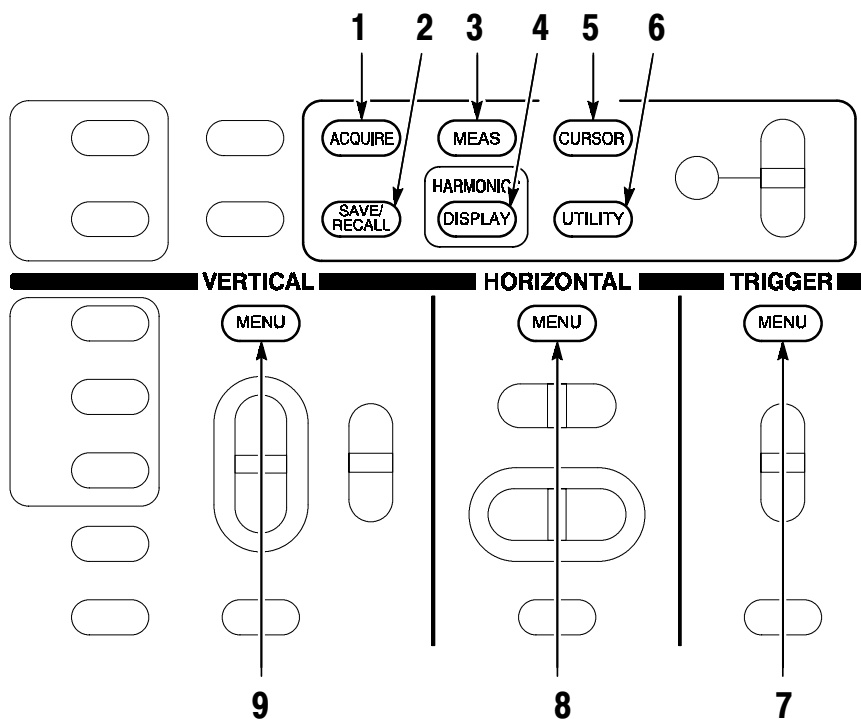 1 2 3 4 5 6
ACQUIRE MEAS CURSOR
HARMONICS
SAVE/
RECALL DISPLAY UTILITY
VERTICAL HORIZONTAL TRIGGER
MENU MENU MENU
9 8 7